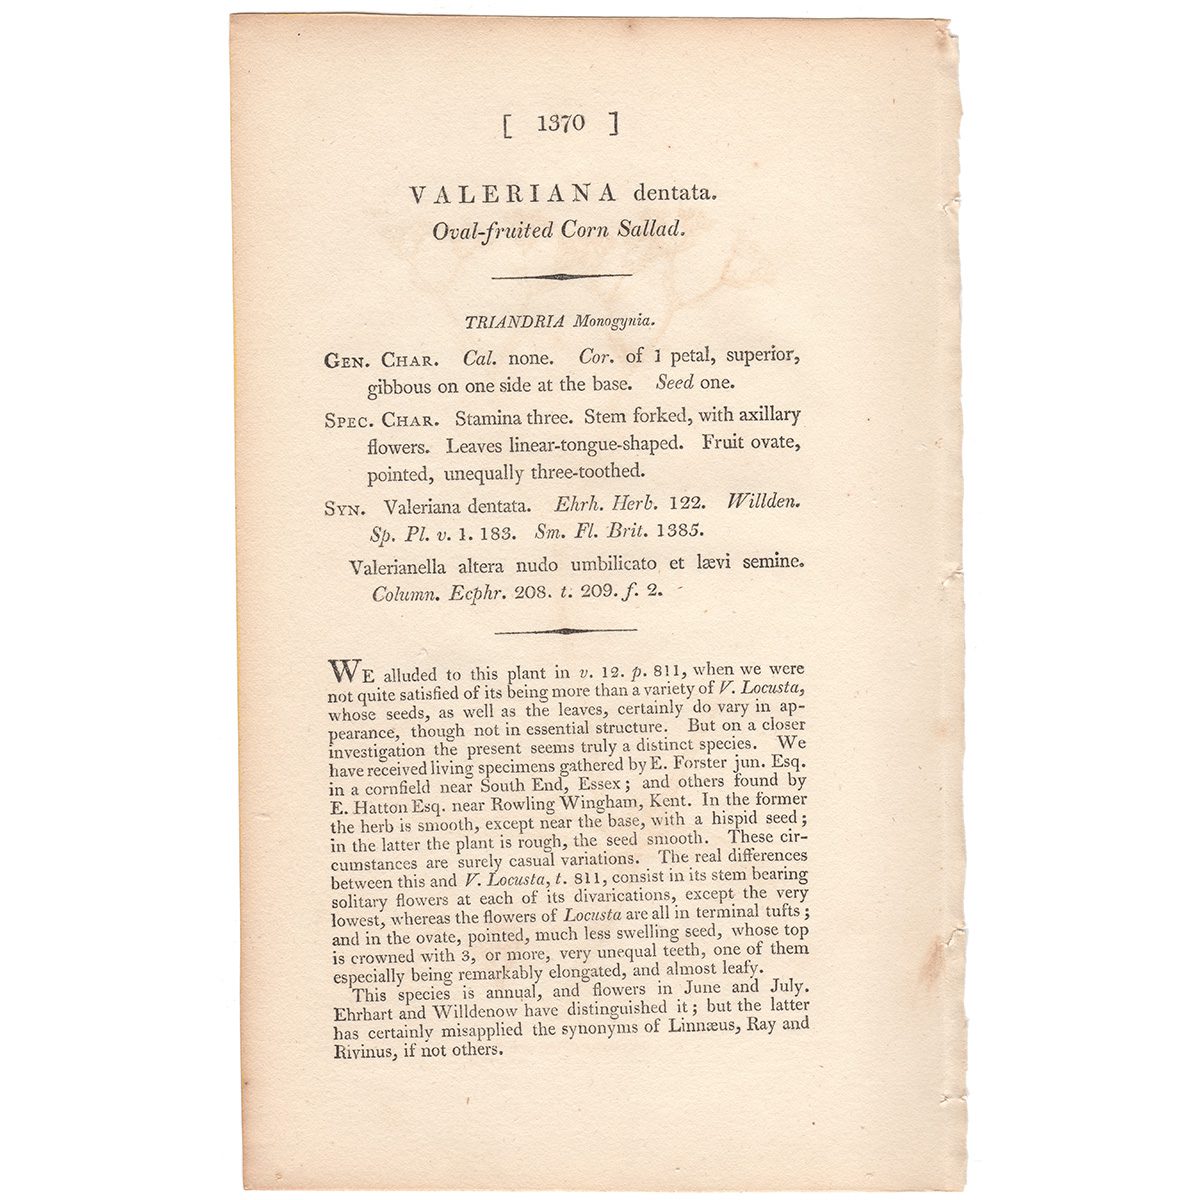 [ 1370 ]
VALERIANA dentata.
Oval-fruited Corn Sallad.
TRIANDRIA Monogynia.
GEN. CHAR. Cal. none. Cor. of 1 petal, superior,
gibbous on one side at the base. Seed one.
SPEC. CHAR. Stamina three. Stem forked, with axillary
flowers. Leaves linear-tongue-shaped. Fruit ovate,
pointed, unequally three-toothed.
SYN. Valeriana dentata. Ehrh. Herb. 122. Willden.
Sp. Pl. v. 1. 183. Sm. Fl. Brit. 1385.
Valerianella altera nudo umbilicato et lævi semine.
Column. Ecphr. 208. t. 209. f. 2.
WE alluded to this plant in v. 12. p. 811, when we were
not quite satisfied of its being more than a variety of V. Locusta,
whose seeds, as well as the leaves, certainly do vary in ap-
pearance, though not in essential structure. But on a closer
investigation the present seems truly a distinct species. We
have received living specimens gathered by E. Forster jun. Esq.
in a cornfield near South End, Essex; and others found by
E. Hatton Esq. near Rowling Wingham, Kent. In the former
the herb is smooth, except near the base, with a hispid seed;
in the latter the plant is rough, the seed smooth. These cir-
cumstances are surely casual variations. The real differences
between this and V. Locusta, t. 811, consist in its stem bearing
solitary flowers at each of its divarications, except the very
lowest, whereas the flowers of Locusta are all in terminal tufts;
and in the ovate, pointed, much less swelling seed, whose top
is crowned with 3, or more, very unequal teeth, one of them
especially being remarkably elongated, and almost leafy.
This species is annual, and flowers in June and July.
Ehrhart and Willdenow have distinguished it; but the latter
has certainly misapplied the synonyms of Linnæus, Ray and
Rivinus, if not others.